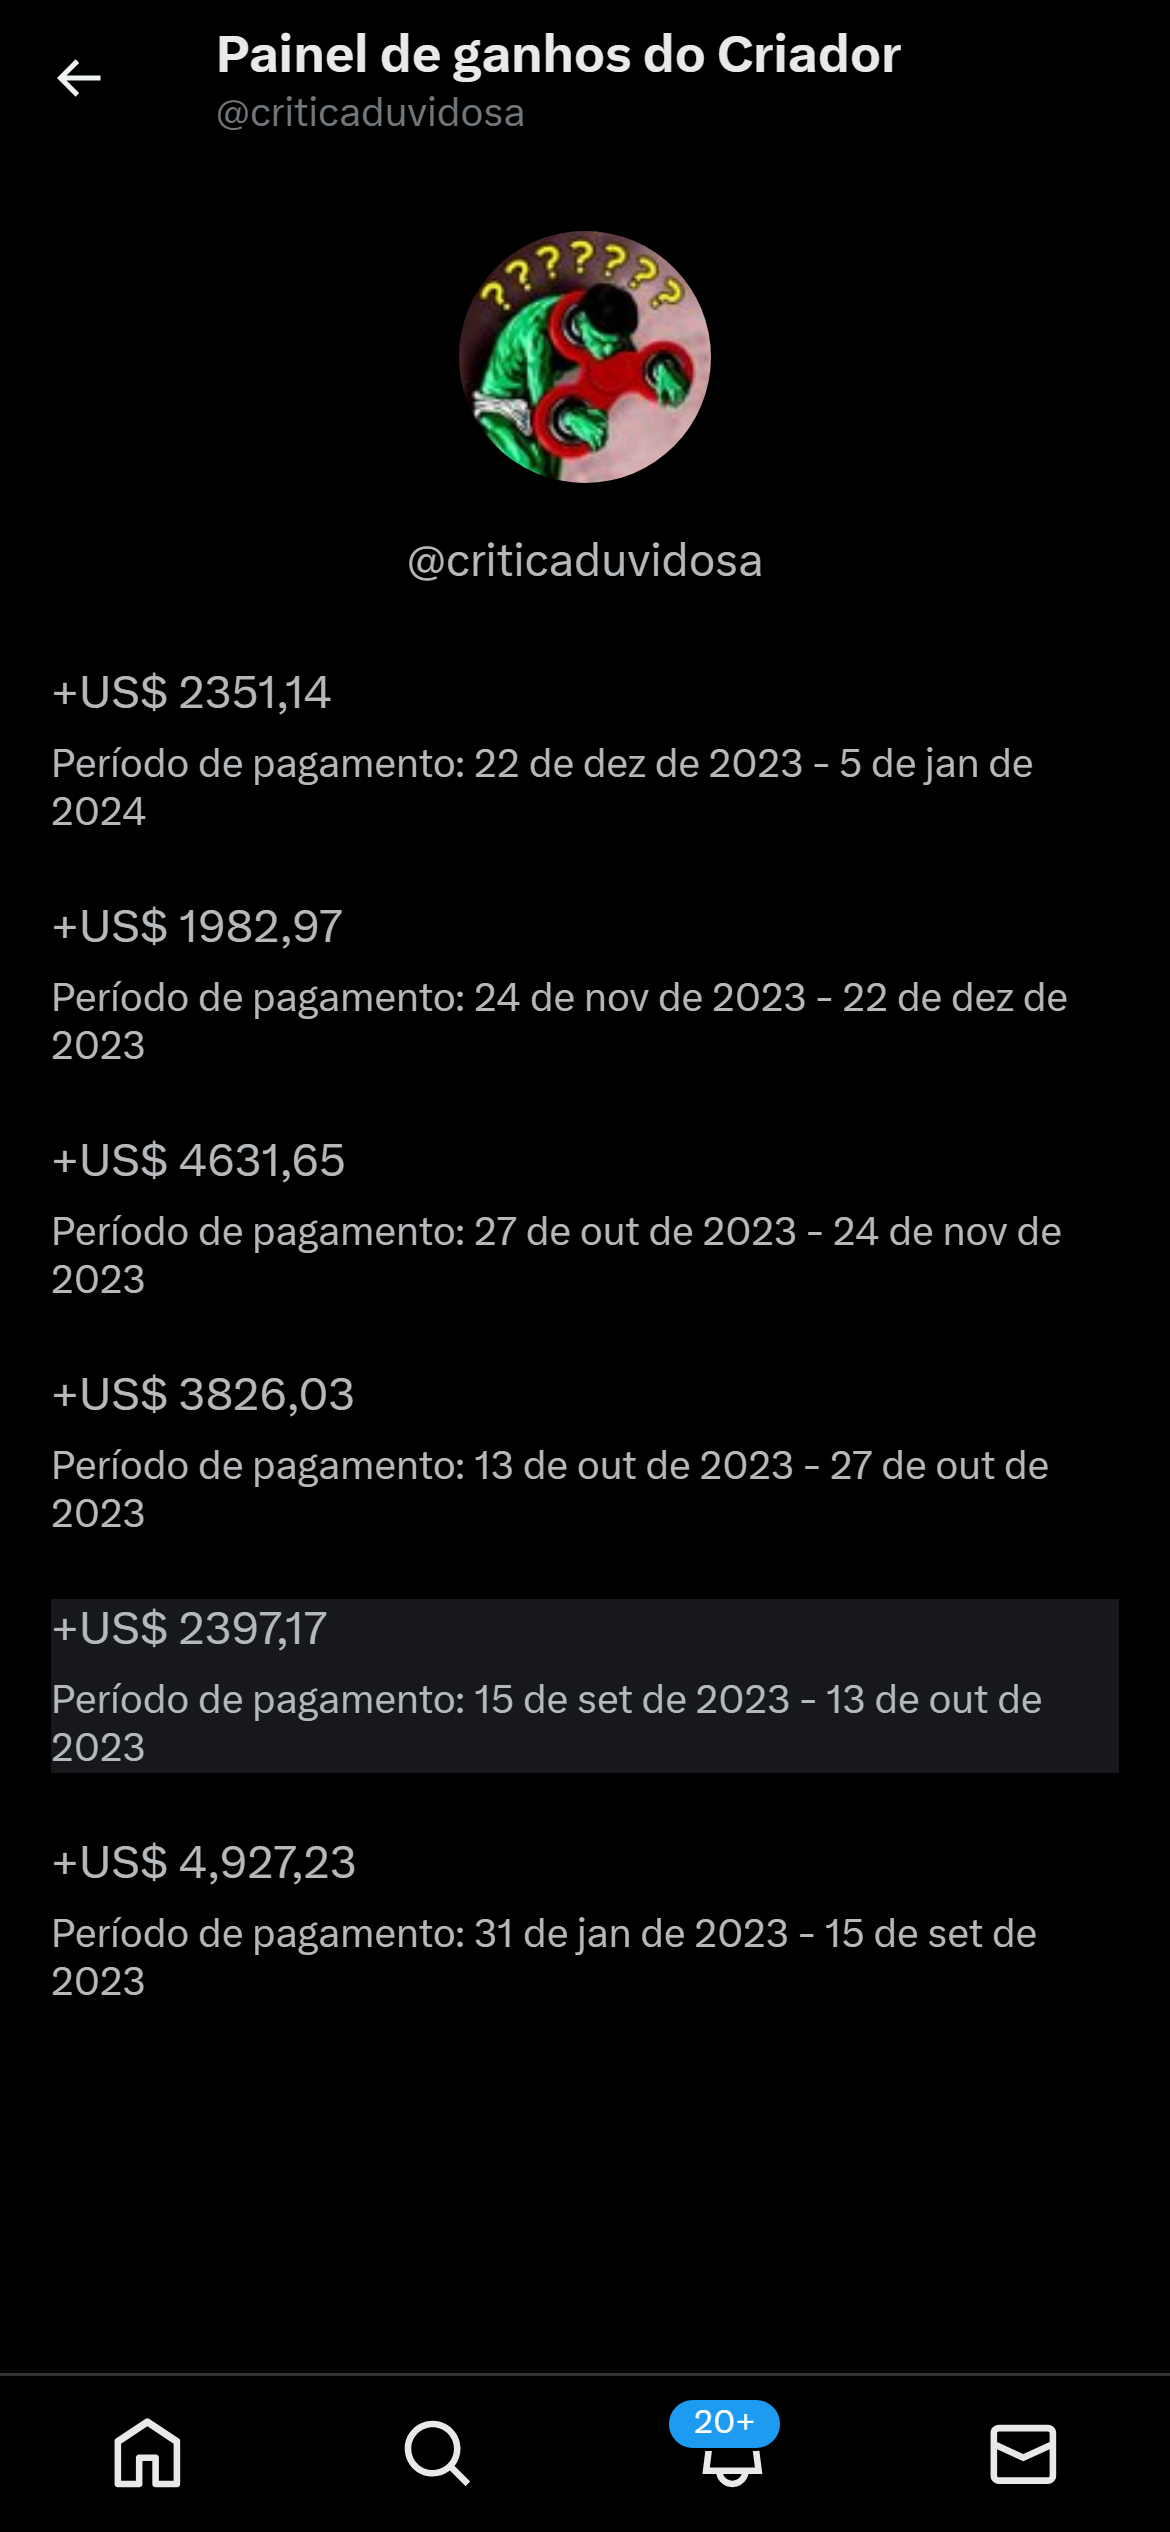 Painel de ganhos do Criador
@criticaduvidosa
???????
@criticaduvidosa
+US$ 2351,14
Período de pagamento: 22 de dez de 2023 - 5 de jan de
2024
+US$ 1982,97
Período de pagamento: 24 de nov de 2023 - 22 de dez de
2023
+US$ 4631,65
Período de pagamento: 27 de out de 2023 - 24 de nov de
2023
+US$ 3826,03
Período de pagamento: 13 de out de 2023 - 27 de out de
2023
+US$ 2397,17
Período de pagamento: 15 de set de 2023 - 13 de out de
2023
+US$ 4,927,23
Período de pagamento: 31 de jan de 2023 - 15 de set de
2023
20+